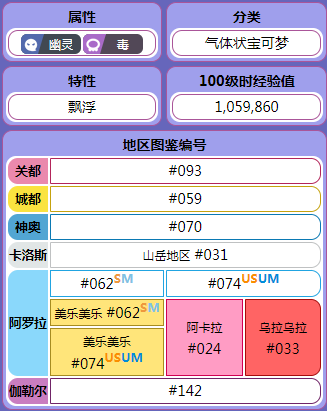 属性 分类
幽灵 毒 气体状宝可梦
特性 100级时经验值
飘浮 1,059,860
地区图鉴编号
关都 #093
城都 #059
神奥 #070
卡洛斯 山岳地区 #031
阿罗拉 #062SM #074USUM
美乐美乐 #062SM
美乐美乐
#074USUM
阿卡拉
#024
乌拉乌拉
#033
伽勒尔 #142